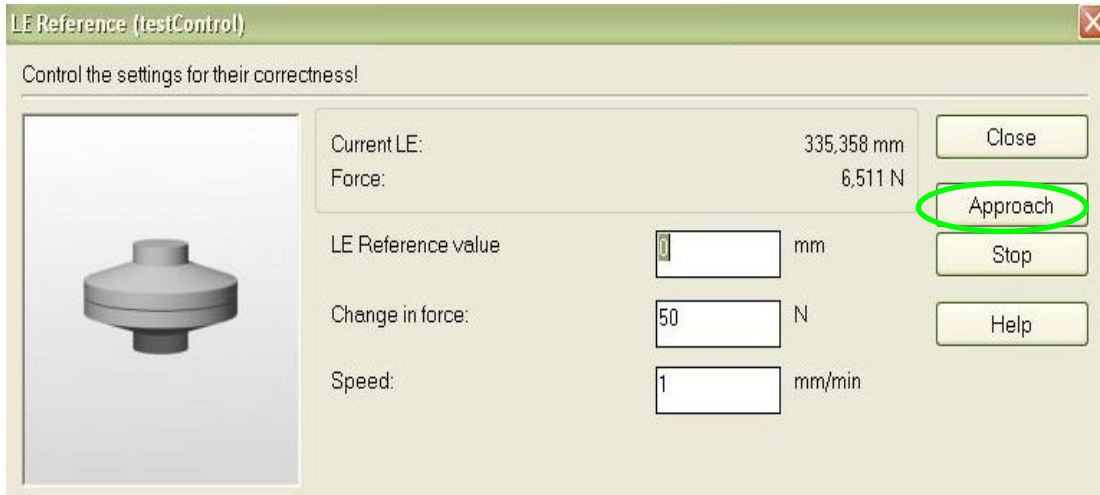 LE Reference (testControl)
Control the settings for their correctness!
Current LE: 335,358 mm
Force: 6,511 N
LE Reference value 0 mm
Change in force: 50 N
Speed: 1 mm/min
Close
Approach
Stop
Help